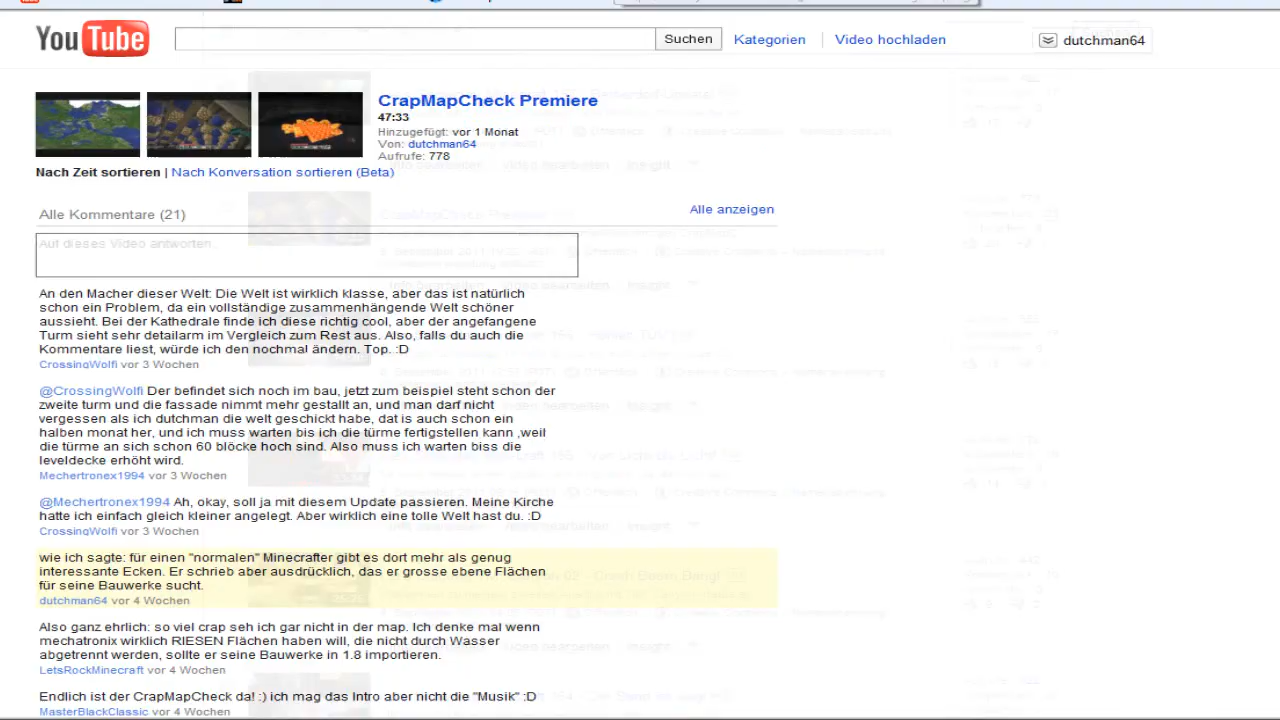 YouTube
Suchen
Kategorien
Video hochladen
dutchman64
CrapMapCheck Premiere
47:33
Hinzugefügt: vor 1 Monat
Von: dutchman64
Aufrufe: 778
Nach Zeit sortieren | Nach Konversation sortieren (Beta)
Alle Kommentare (21)
Alle anzeigen
Auf dieses Video antworten
An den Macher dieser Welt: Die Welt ist wirklich klasse, aber das ist natürlich
schon ein Problem, da ein vollständige zusammenhängende Welt schöner
aussieht. Bei der Kathedrale finde ich diese richtig cool, aber der angefangene
Turm sieht sehr detailarm im Vergleich zum Rest aus. Also, falls du auch die
Kommentare liest, würde ich den nochmal ändern. Top. :D
CrossingWolfi vor 3 Wochen
@CrossingWolfi Der befindet sich noch im bau, jetzt zum beispiel steht schon der
zweite turm und die fassade nimmt mehr gestallt an, und man darf nicht
vergessen als ich dutchman die welt geschickt habe, dat is auch schon ein
halben monat her, und ich muss warten bis ich die türme fertigstellen kann ,weil
die türme an sich schon 60 blöcke hoch sind. Also muss ich warten biss die
leveldecke erhöht wird.
Mechertronex1994 vor 3 Wochen
@Mechertronex1994 Ah, okay, soll ja mit diesem Update passieren. Meine Kirche
hatte ich einfach gleich kleiner angelegt. Aber wirklich eine tolle Welt hast du. :D
CrossingWolfi vor 3 Wochen
wie ich sagte: für einen "normalen" Minecrafter gibt es dort mehr als genug
interessante Ecken. Er schrieb aber ausdrücklich, das er grosse ebene Flächen
für seine Bauwerke sucht.
dutchman64 vor 4 Wochen
Also ganz ehrlich: so viel crap seh ich gar nicht in der map. Ich denke mal wenn
mechatronix wirklich RIESEN Flächen haben will, die nicht durch Wasser
abgetrennt werden, sollte er seine Bauwerke in 1.8 importieren.
LetsRockMinecraft vor 4 Wochen
Endlich ist der CrapMapCheck da! :) ich mag das Intro aber nicht die "Musik" :D
MasterBlackClassic vor 4 Wochen